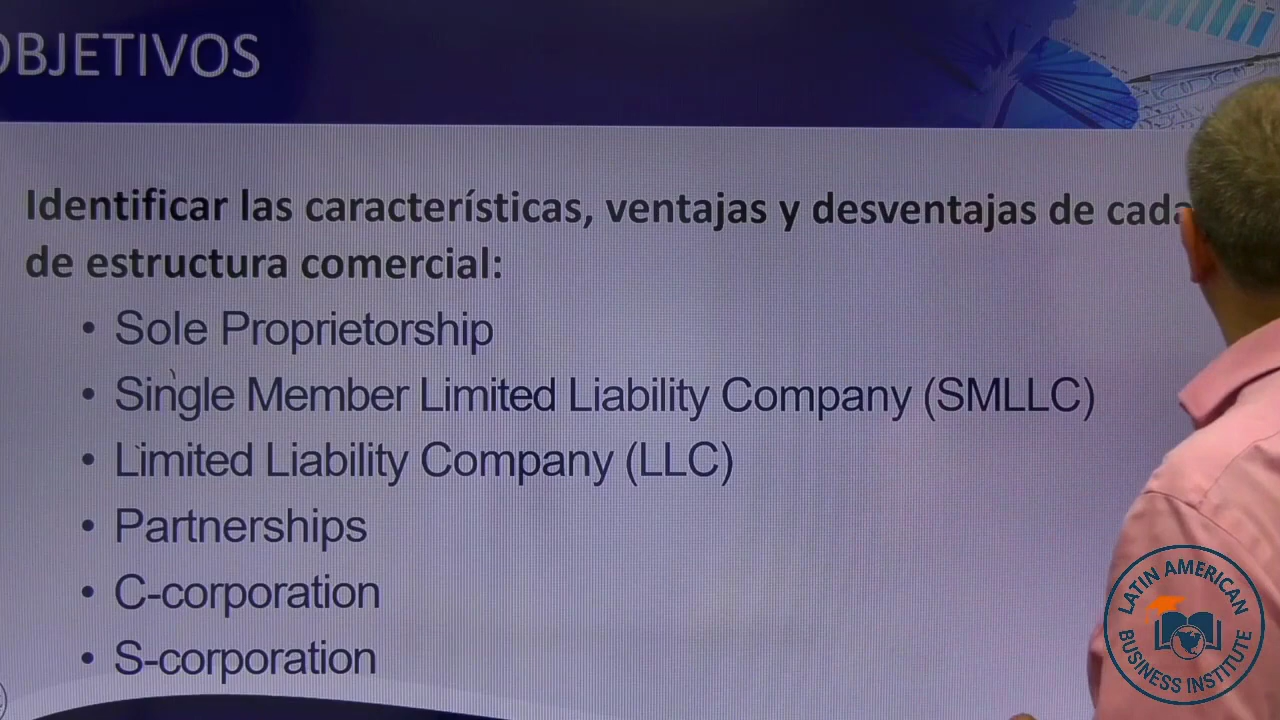 OBJETIVOS
Identificar las características, ventajas y desventajas de cada
de estructura comercial:
• Sole Proprietorship
• Single Member Limited Liability Company (SMLLC)
• Limited Liability Company (LLC)
• Partnerships
• C-corporation
• S-corporation
LATIN AMERICAN
BUSINESS INSTITUTE